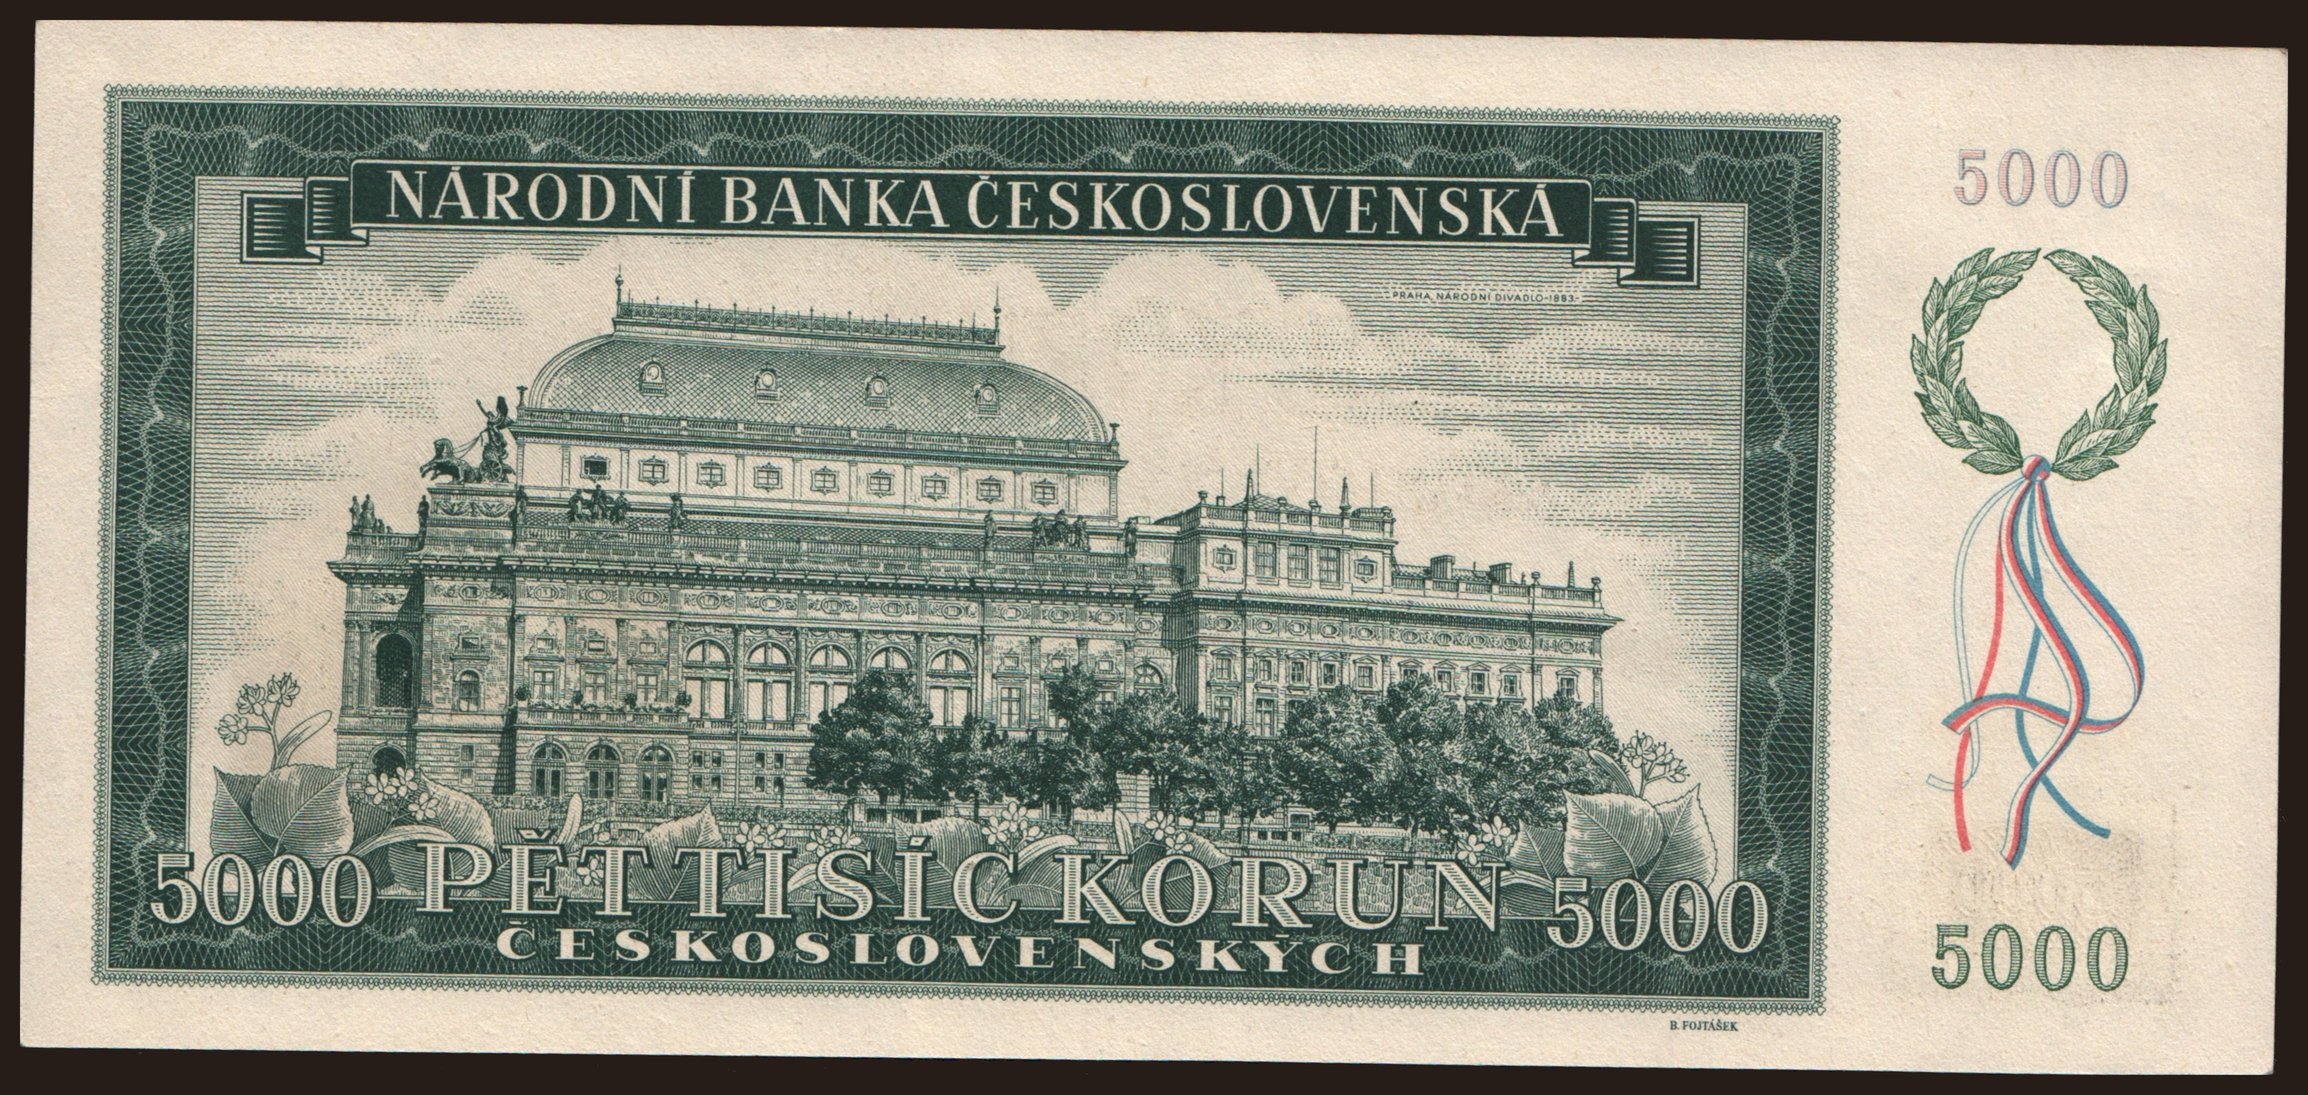 NÁRODNÍ BANKA ČESKOSLOVENSKÁ
PRAHA, NÁRODNÍ DIVADLO-1883-
5000
5000 PĚT TISÍC KORUN 5000
ČESKOSLOVENSKÝCH
5000
B. FOJTÁŠEK